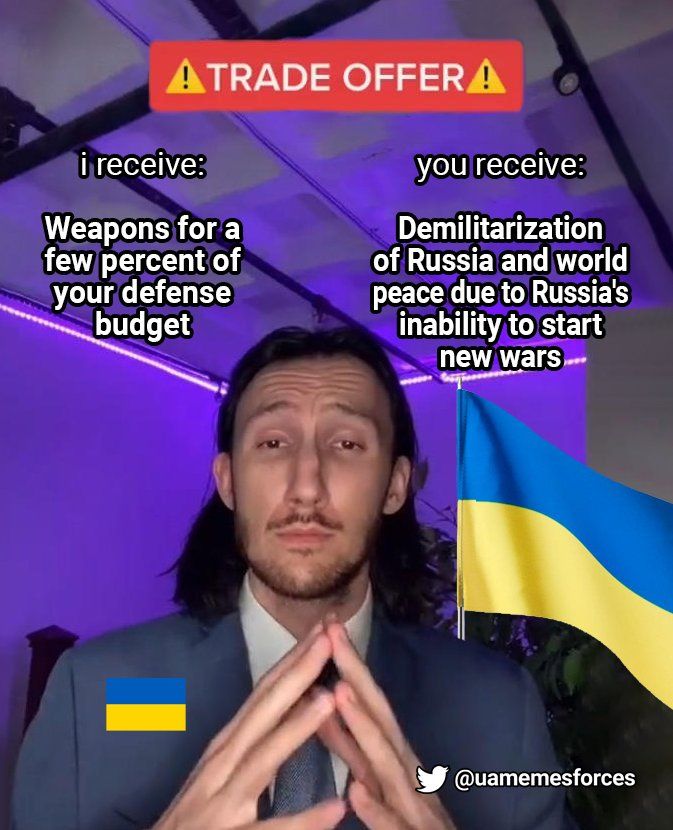 ⚠TRADE OFFER⚠
i receive:
Weapons for a
few percent of
your defense
budget
you receive:
Demilitarization
of Russia and world
peace due to Russia's
inability to start
new wars
@uamemesforces